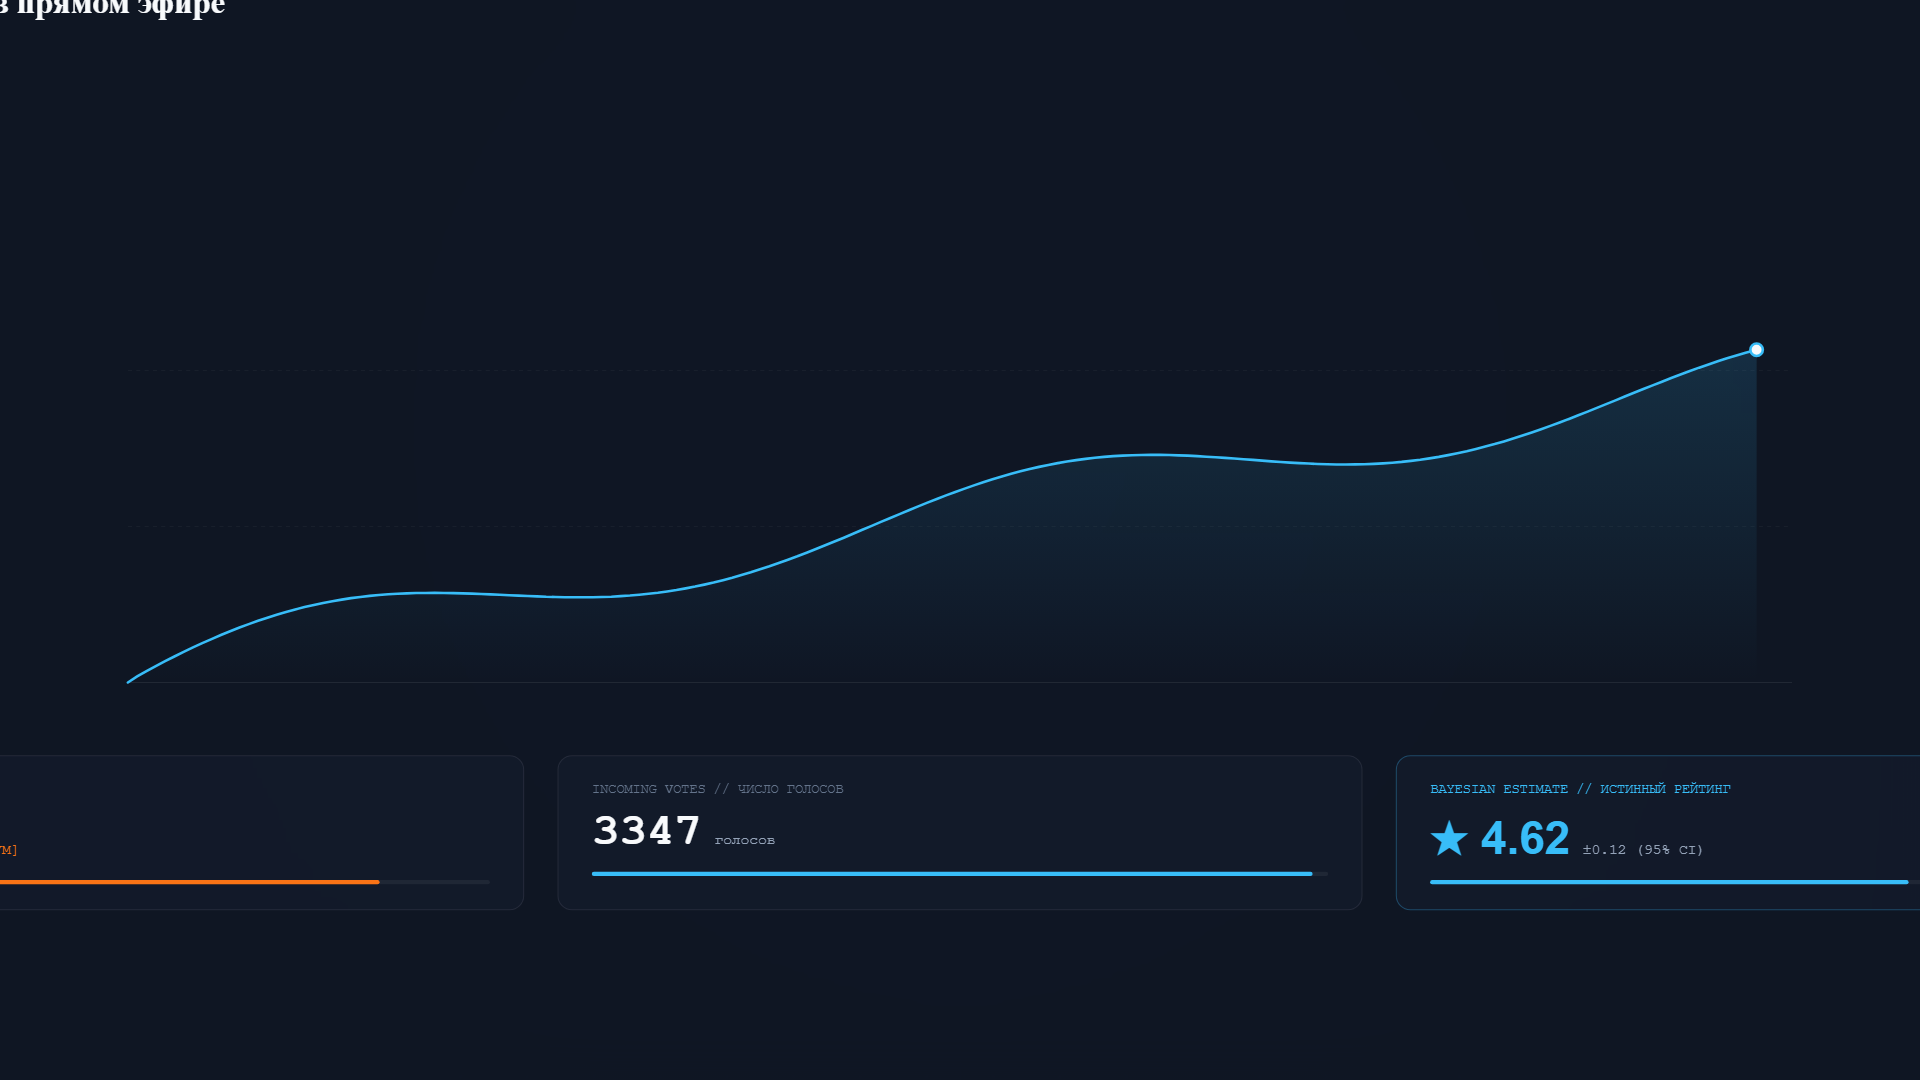 в прямом эфире
INCOMING VOTES // ЧИСЛО ГОЛОСОВ
3347 голосов
BAYESIAN ESTIMATE // ИСТИННЫЙ РЕЙТИНГ
★ 4.62 ±0.12 (95% CI)